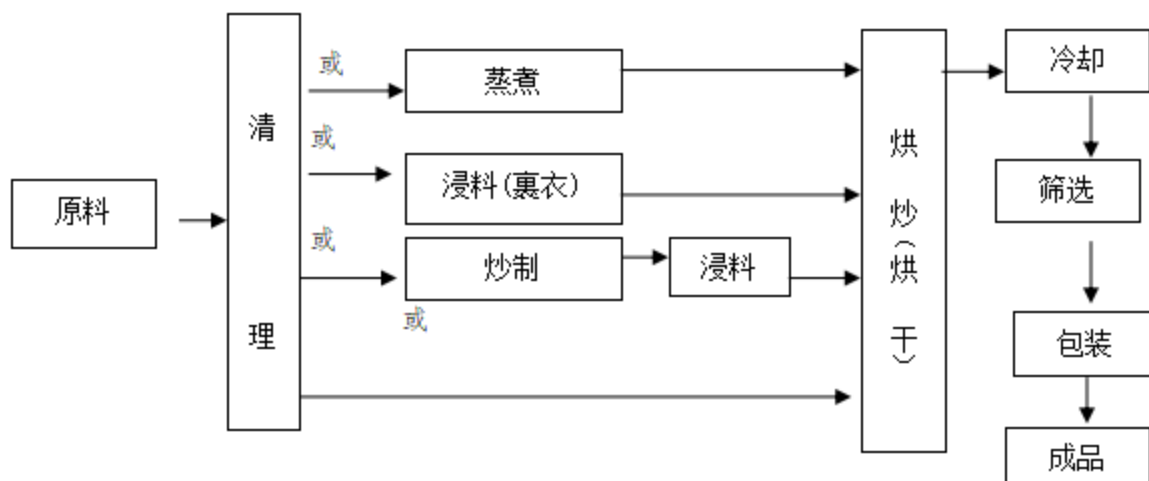 原料
清理
或
蒸煮
或
浸料(裹衣)
或
炒制
浸料
或
烘炒(烘干)
冷却
筛选
包装
成品